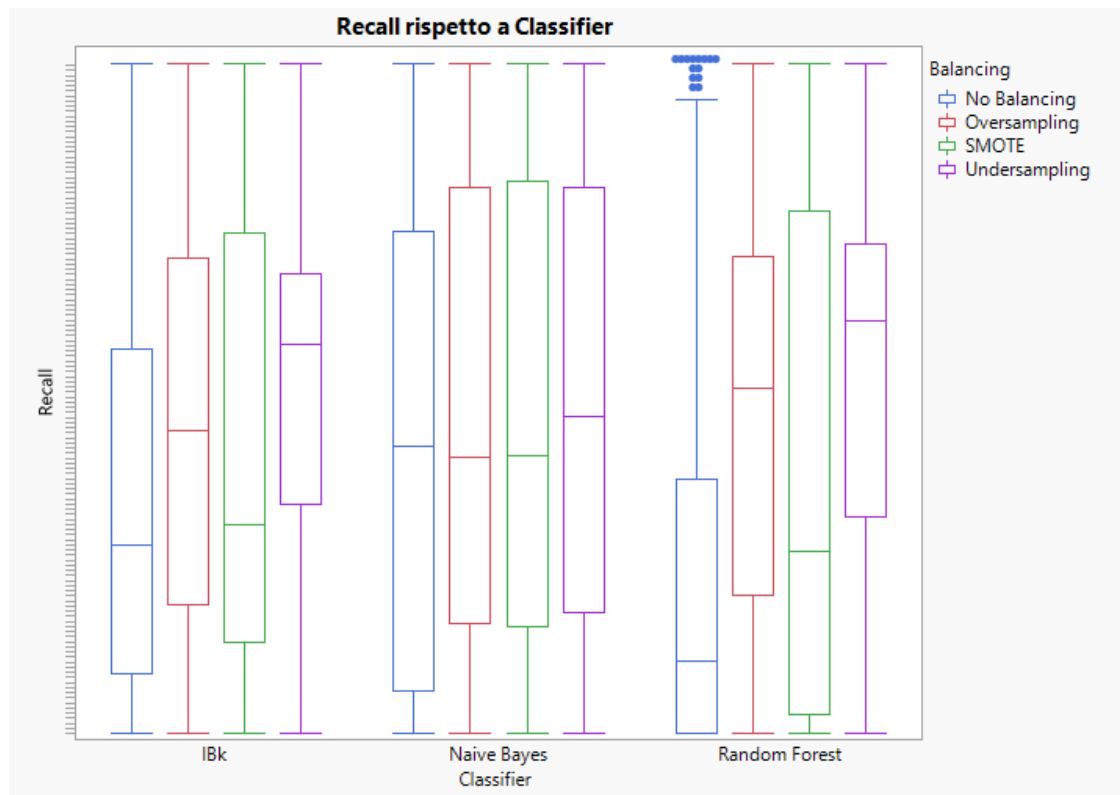 Recall rispetto a Classifier
Balancing
No Balancing
Oversampling
SMOTE
Undersampling
Recall
IBk
Naive Bayes
Random Forest
Classifier